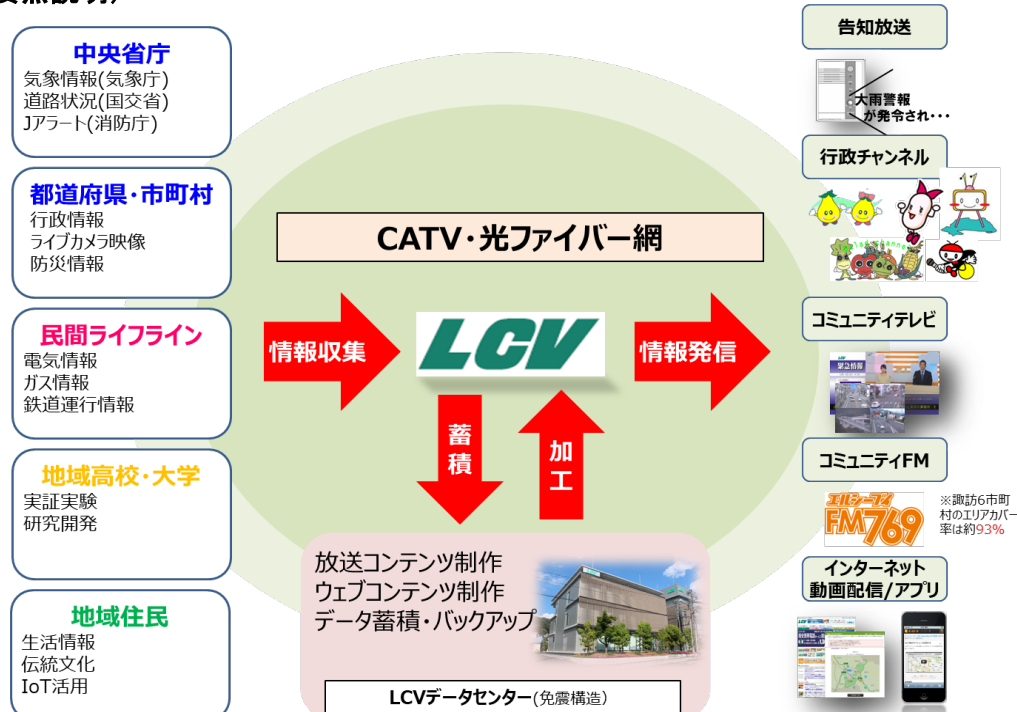 中央省庁
気象情報(気象庁)
道路状況(国交省)
Jアラート(消防庁)
都道府県・市町村
行政情報
ライブカメラ映像
防災情報
民間ライフライン
電気情報
ガス情報
鉄道運行情報
地域高校・大学
実証実験
研究開発
地域住民
生活情報
伝統文化
IoT活用
CATV・光ファイバー網
情報収集
LCV
情報発信
蓄積
加工
放送コンテンツ制作
ウェブコンテンツ制作
データ蓄積・バックアップ
LCVデータセンター(免震構造)
告知放送
大雨警報
が発令され・・・
行政チャンネル
コミュニティテレビ
緊急情報
コミュニティFM
エルシーブイ
FM769
※諏訪6市町
村のエリアカバー
率は約93%
インターネット
動画配信/アプリ